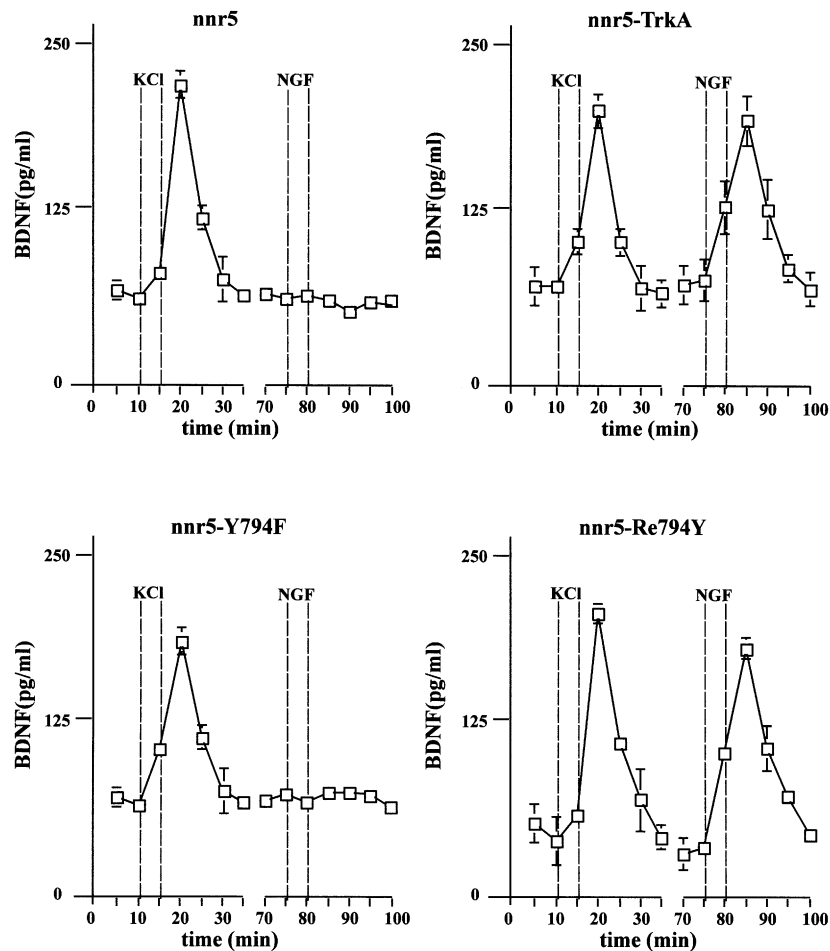 nnr5
250
KCl
NGF
BDNF(pg/ml)
125
0
0 10 20 30 70 80 90 100
time (min)
nnr5-TrkA
250
KCl
NGF
BDNF(pg/ml)
125
0
0 10 20 30 70 80 90 100
time (min)
nnr5-Y794F
250
KCl
NGF
BDNF(pg/ml)
125
0
0 10 20 30 70 80 90 100
time (min)
nnr5-Re794Y
250
KCl
NGF
BDNF(pg/ml)
125
0
0 10 20 30 70 80 90 100
time (min)